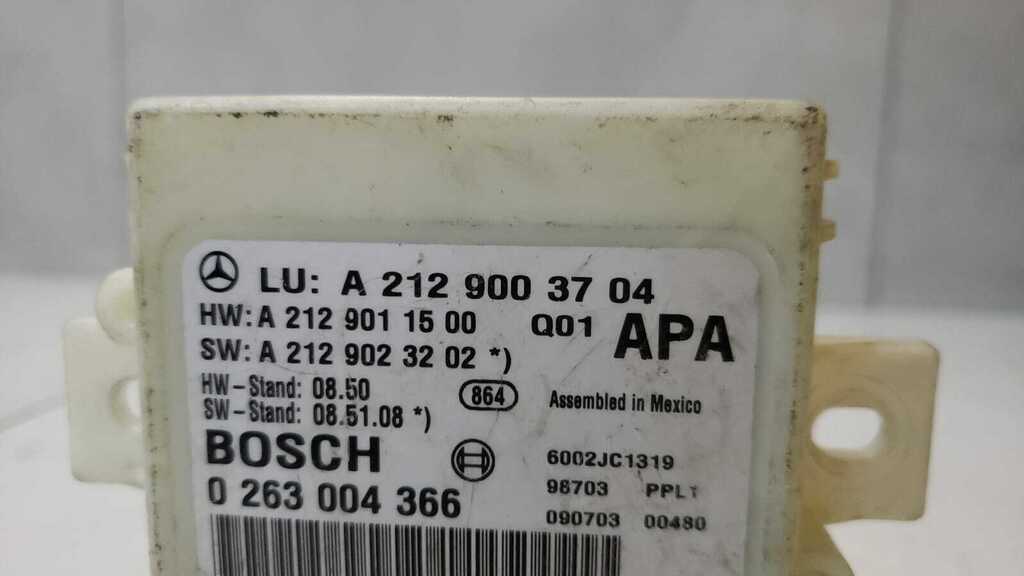 LU: A 212 900 37 04
HW: A 212 901 15 00 Q01 APA
SW: A 212 902 32 02 *)
HW-Stand: 08.50 864 Assembled in Mexico
SW-Stand: 08.51.08 *)
BOSCH 6002JC1319
0 263 004 366 98703 PPL1
090703 00480